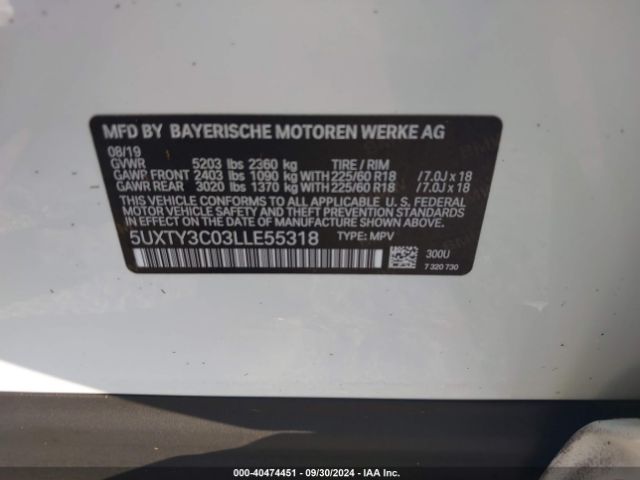 MFD BY BAYERISCHE MOTOREN WERKE AG
08/19
GVWR 5203 lbs 2360 kg TIRE / RIM
GAWR FRONT 2403 lbs 1090 kg WITH 225/60 R18 /7.0J x 18
GAWR REAR 3020 lbs 1370 kg WITH 225/60 R18 /7.0J x 18
THIS VEHICLE CONFORMS TO ALL APPLICABLE U. S. FEDERAL
MOTOR VEHICLE SAFETY, BUMPER, AND THEFT PREVENTION
STANDARDS IN EFFECT ON THE DATE OF MANUFACTURE SHOWN ABOVE.
5UXTY3C03LLE55318 TYPE: MPV
300U
7 320 730
000-40474451 - 09/30/2024 - IAA Inc.